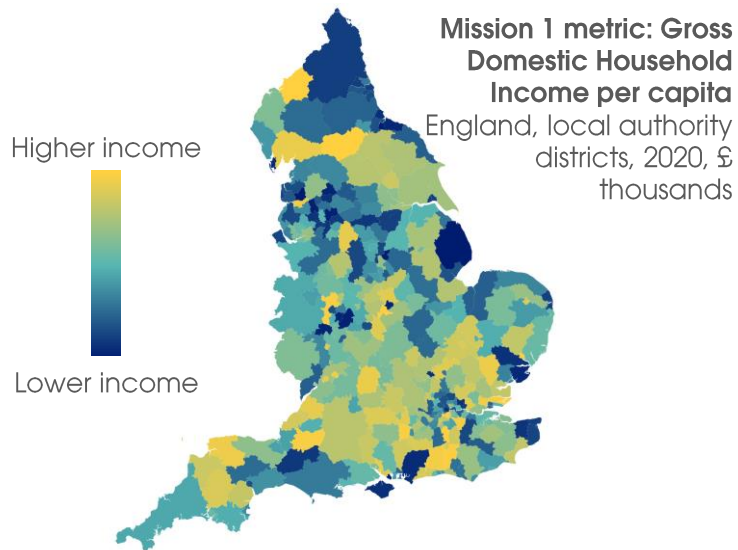 Mission 1 metric: Gross
Domestic Household
Income per capita
England, local authority
districts, 2020, £
thousands
Higher income
Lower income